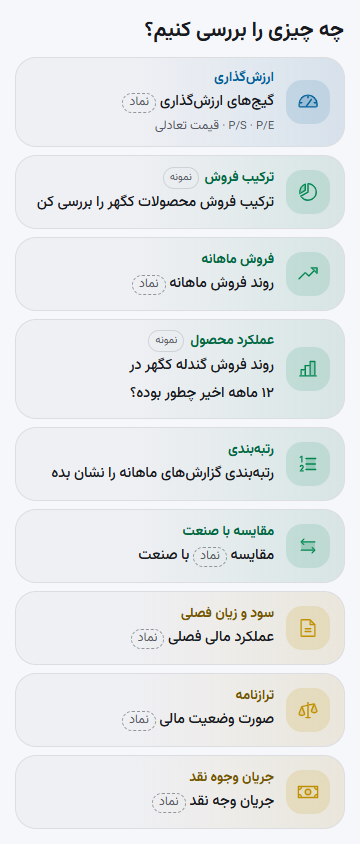 چه چیزی را بررسی کنیم؟
ارزش‌گذاری
گیج‌های ارزش‌گذاری نماد
P/S · P/E · قیمت تعادلی
ترکیب فروش نمونه
ترکیب فروش محصولات کگهر را بررسی کن
فروش ماهانه
روند فروش ماهانه نماد
عملکرد محصول نمونه
روند فروش گندله کگهر در
۱۲ ماهه اخیر چطور بوده؟
رتبه‌بندی
رتبه‌بندی گزارش‌های ماهانه را نشان بده
مقایسه با صنعت
مقایسه نماد با صنعت
سود و زیان فصلی
عملکرد مالی فصلی نماد
ترازنامه
صورت وضعیت مالی نماد
جریان وجوه نقد
جریان وجه نقد نماد